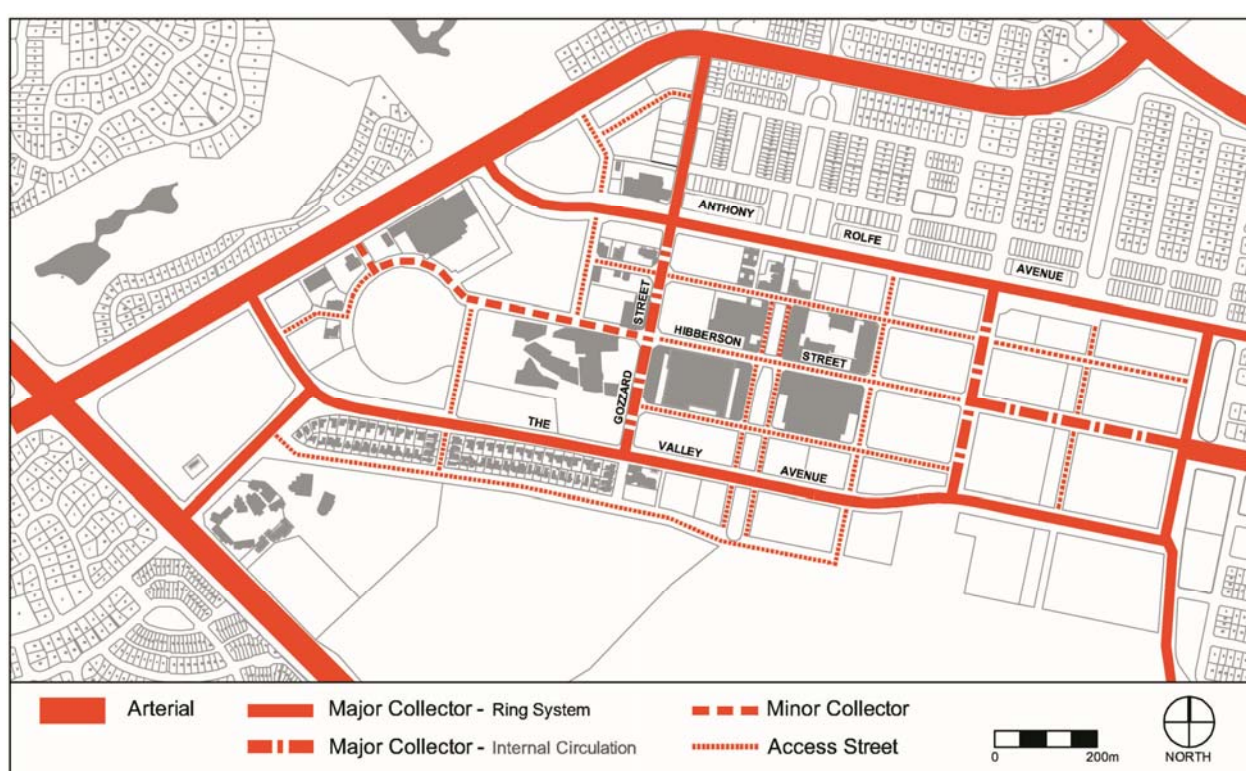 ANTHONY
ROLFE
AVENUE
STREET
HIBBERSON
STREET
GOZZARD
THE
VALLEY
AVENUE
Arterial
Major Collector - Ring System
Minor Collector
Major Collector - Internal Circulation
Access Street
0 200m
NORTH